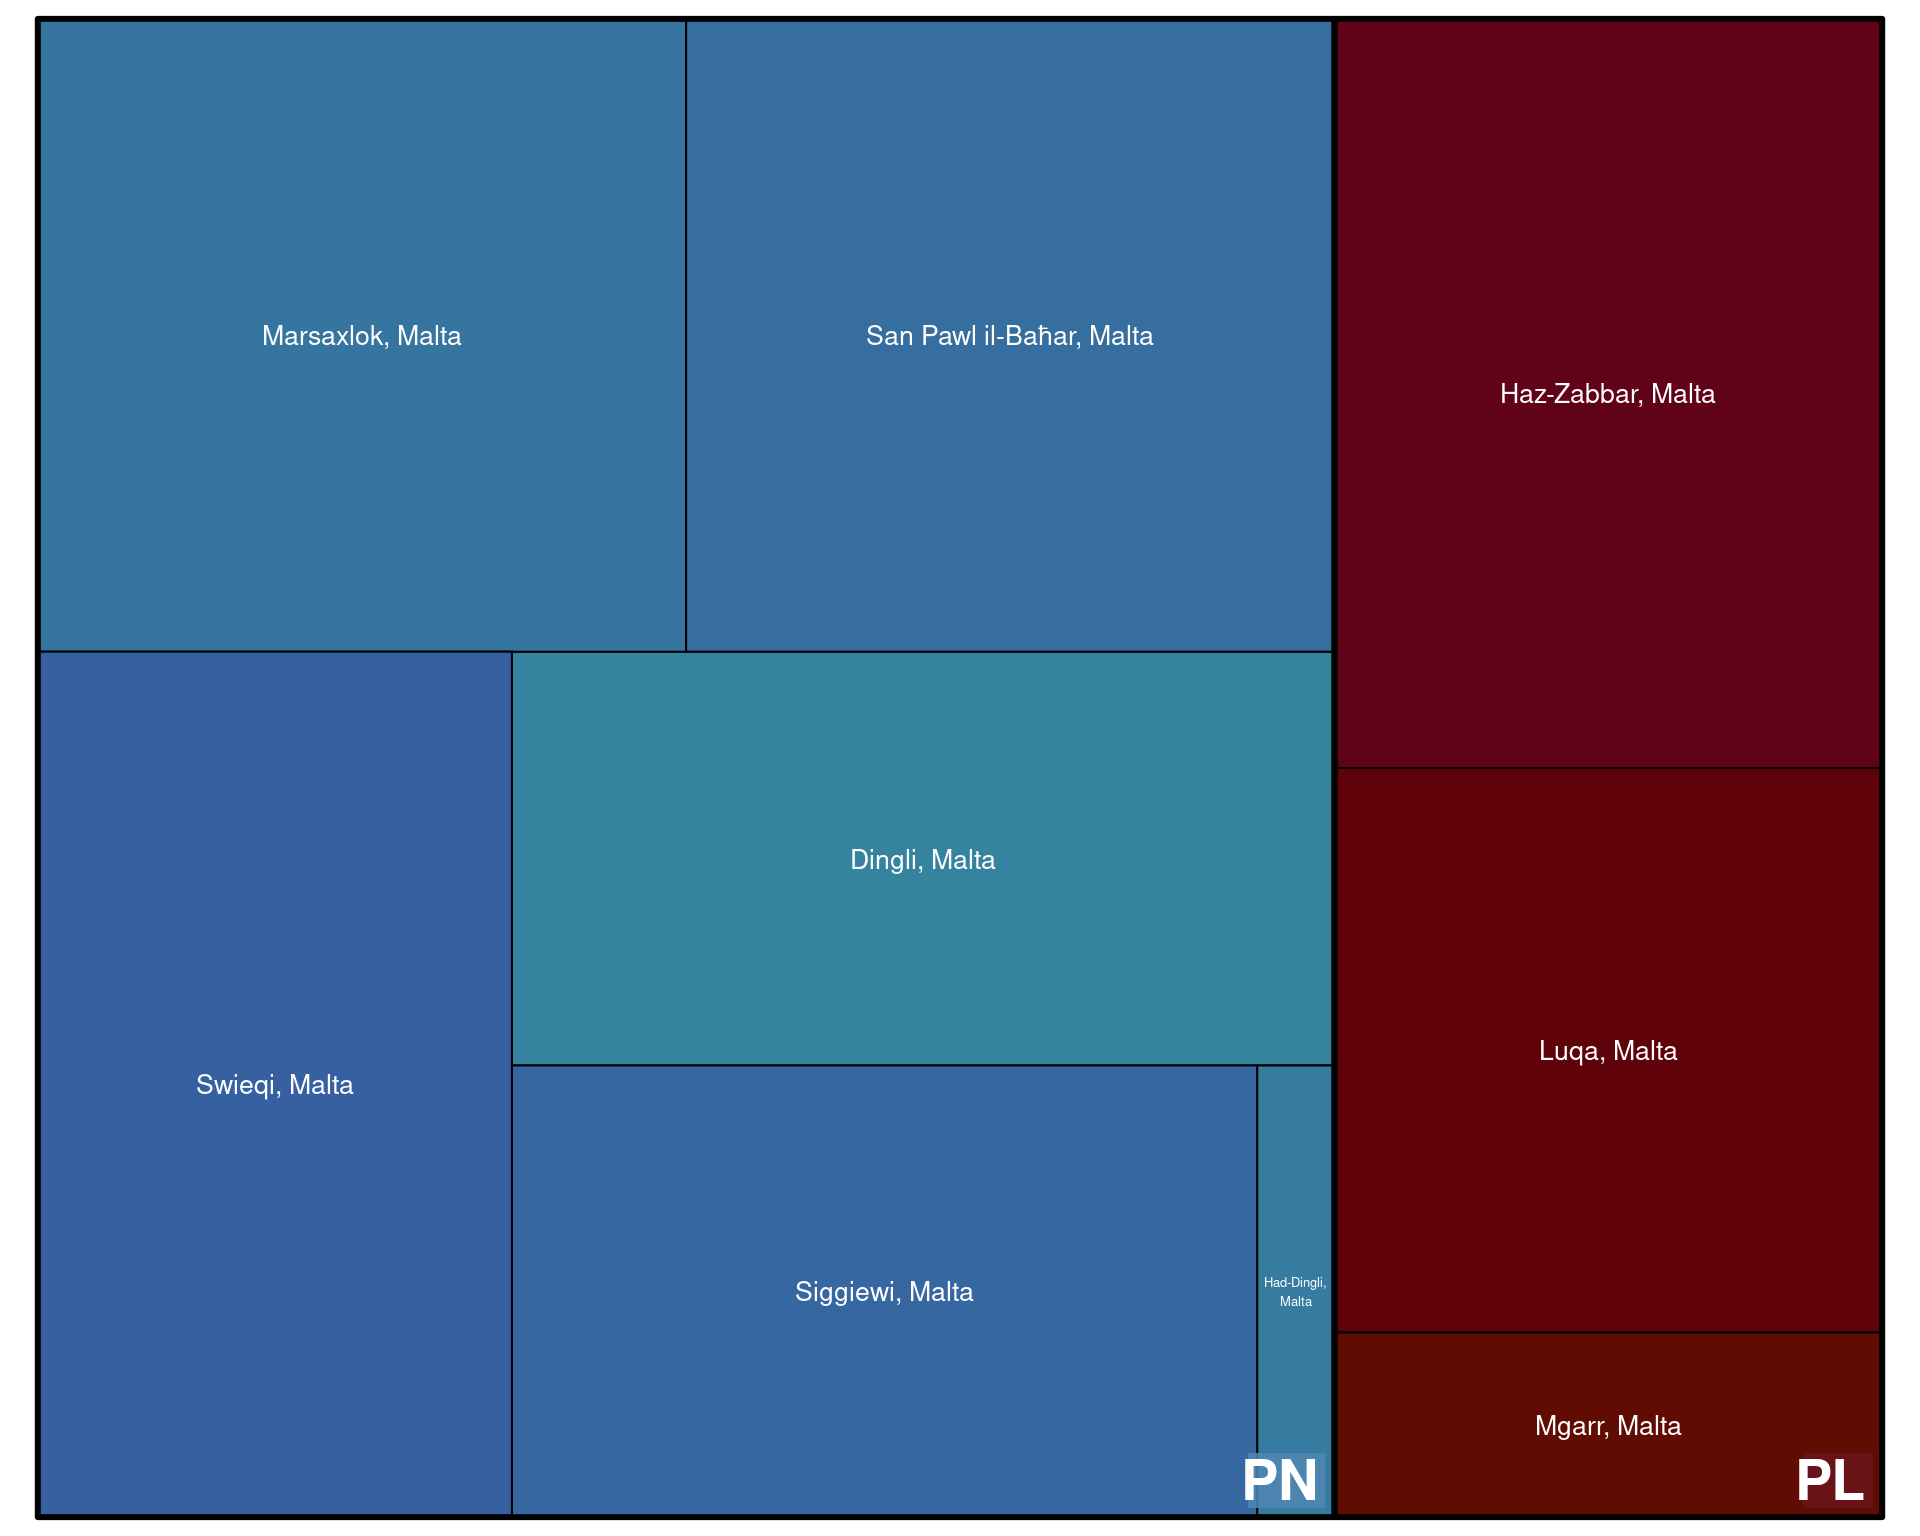 Marsaxlok, Malta
San Pawl il-Baħar, Malta
Haz-Zabbar, Malta
Dingli, Malta
Luqa, Malta
Swieqi, Malta
Siggiewi, Malta
Had-Dingli,
Malta
Mgarr, Malta
PN
PL